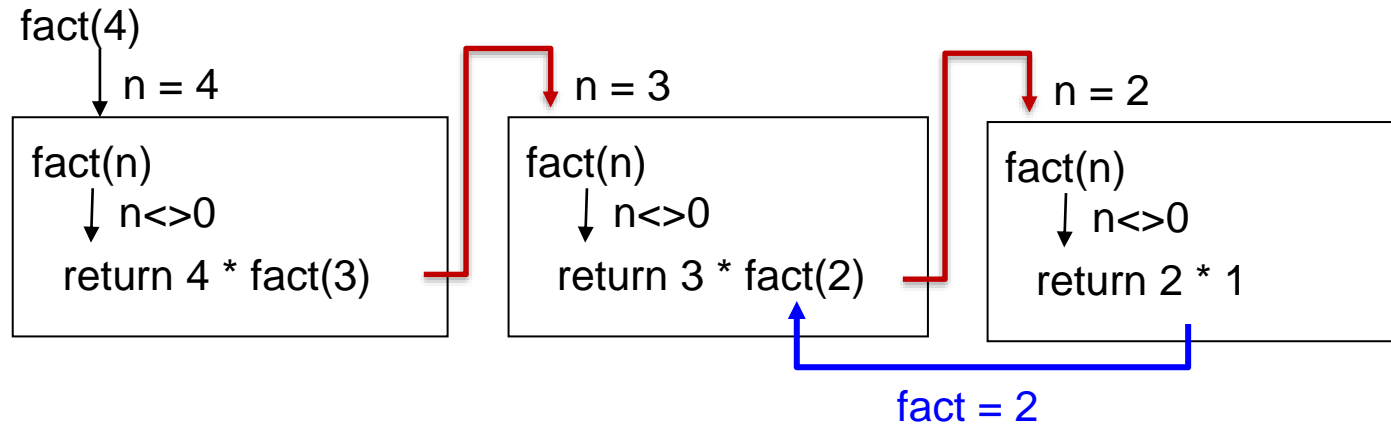 fact(4)
n = 4
fact(n)
n<>0
return 4 * fact(3)
n = 3
fact(n)
n<>0
return 3 * fact(2)
n = 2
fact(n)
n<>0
return 2 * 1
fact = 2